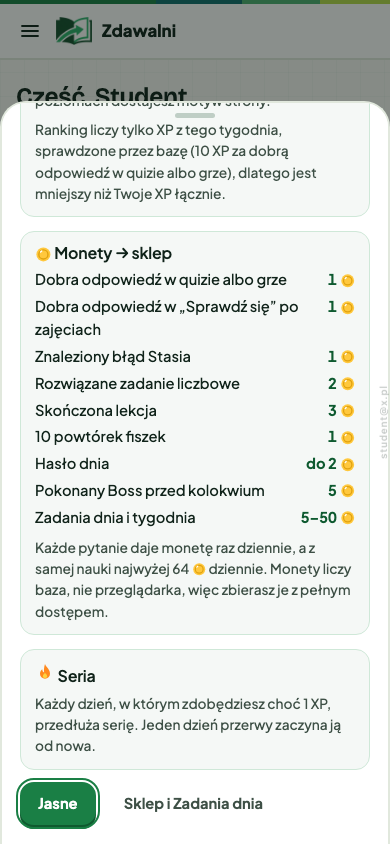 Zdawalni
Cześć, Student
poziomach dostajesz motyw strony.
Ranking liczy tylko XP z tego tygodnia,
sprawdzone przez bazę (10 XP za dobrą
odpowiedź w quizie albo grze), dlatego jest
mniejszy niż Twoje XP łącznie.
Monety → sklep
Dobra odpowiedź w quizie albo grze 1
Dobra odpowiedź w „Sprawdź się” po 1
zajęciach
Znaleziony błąd Stasia 1
Rozwiązane zadanie liczbowe 2
Skończona lekcja 3
10 powtórek fiszek 1
Hasło dnia do 2
Pokonany Boss przed kolokwium 5
Zadania dnia i tygodnia 5–50
Każde pytanie daje monetę raz dziennie, a z
samej nauki najwyżej 64 dziennie. Monety liczy
baza, nie przeglądarka, więc zbierasz je z pełnym
dostępem.
Seria
Każdy dzień, w którym zdobędziesz choć 1 XP,
przedłuża serię. Jeden dzień przerwy zaczyna ją
od nowa.
Jasne Sklep i Zadania dnia
student@x.pl